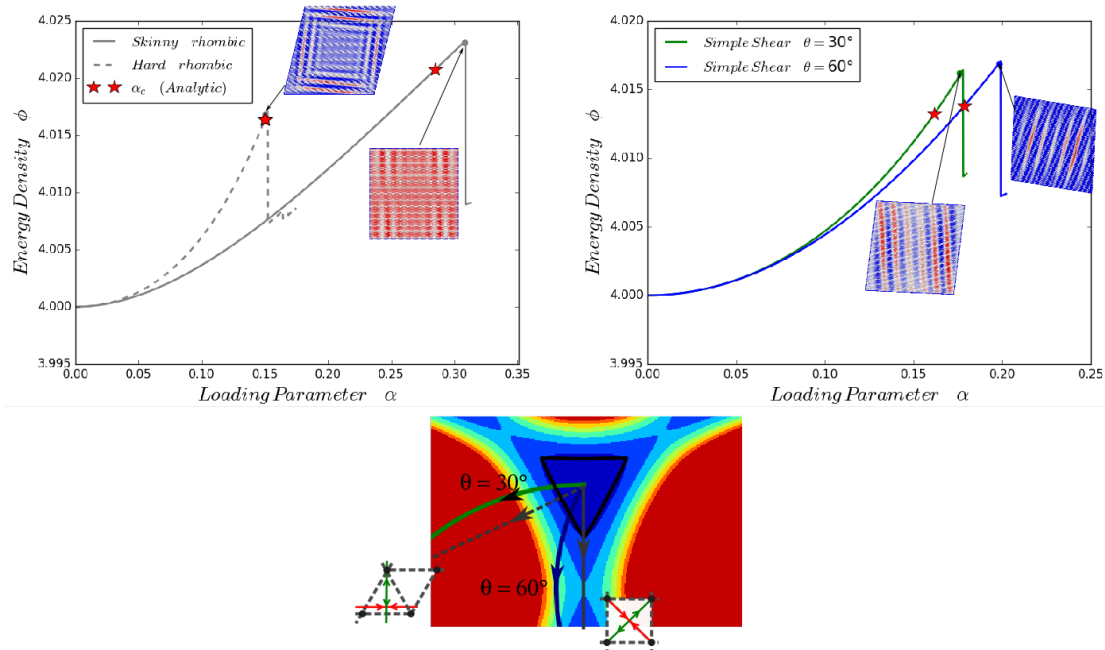 4.025
4.020
4.015
4.010
4.005
4.000
3.995
0.00 0.05 0.10 0.15 0.20 0.25 0.30 0.35
Energy Density ϕ
Loading Parameter α
Skinny rhombic
Hard rhombic
α_c (Analytic)
4.020
4.015
4.010
4.005
4.000
3.995
0.00 0.05 0.10 0.15 0.20 0.25
Energy Density ϕ
Loading Parameter α
Simple Shear θ = 30°
Simple Shear θ = 60°
θ = 30°
θ = 60°